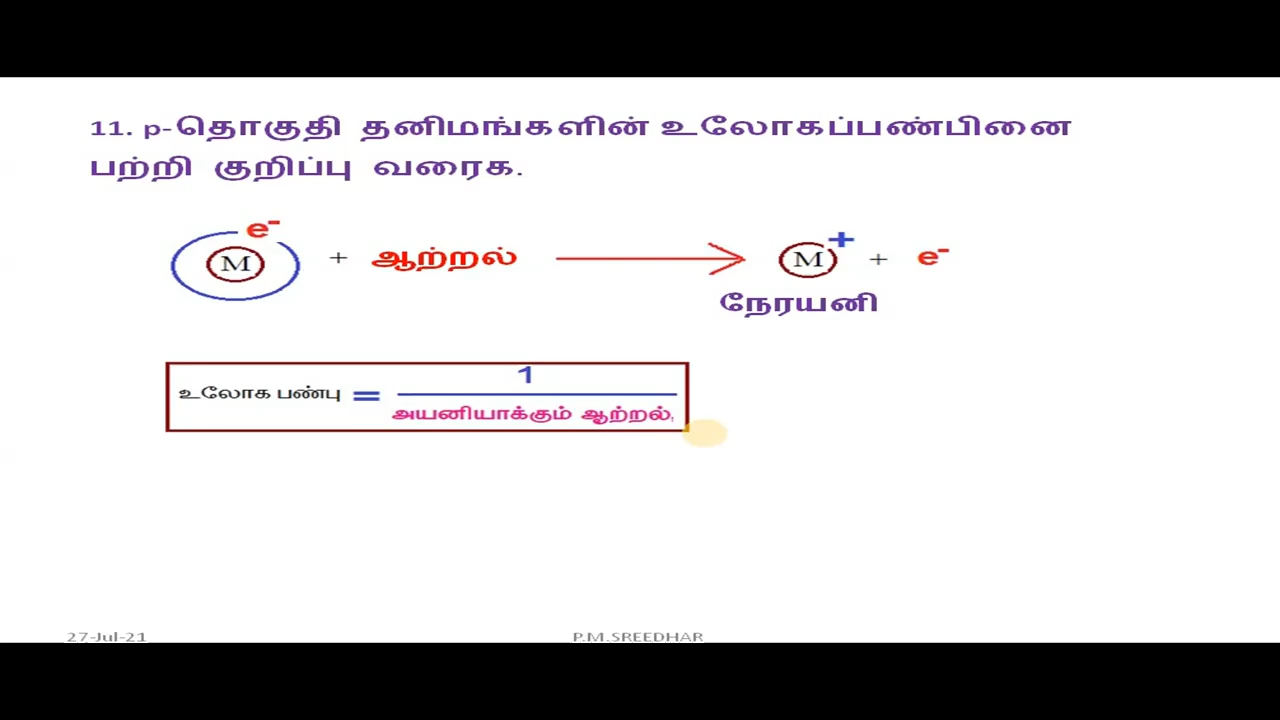 11. p-தொகுதி தனிமங்களின் உலோகப்பண்பினை
பற்றி குறிப்பு வரைக.
e-
M + ஆற்றல் M + + e-
நேரயனி
உலோக பண்பு = 1
அயனியாக்கும் ஆற்றல்
27-Jul-21 P.M.SREEDHAR